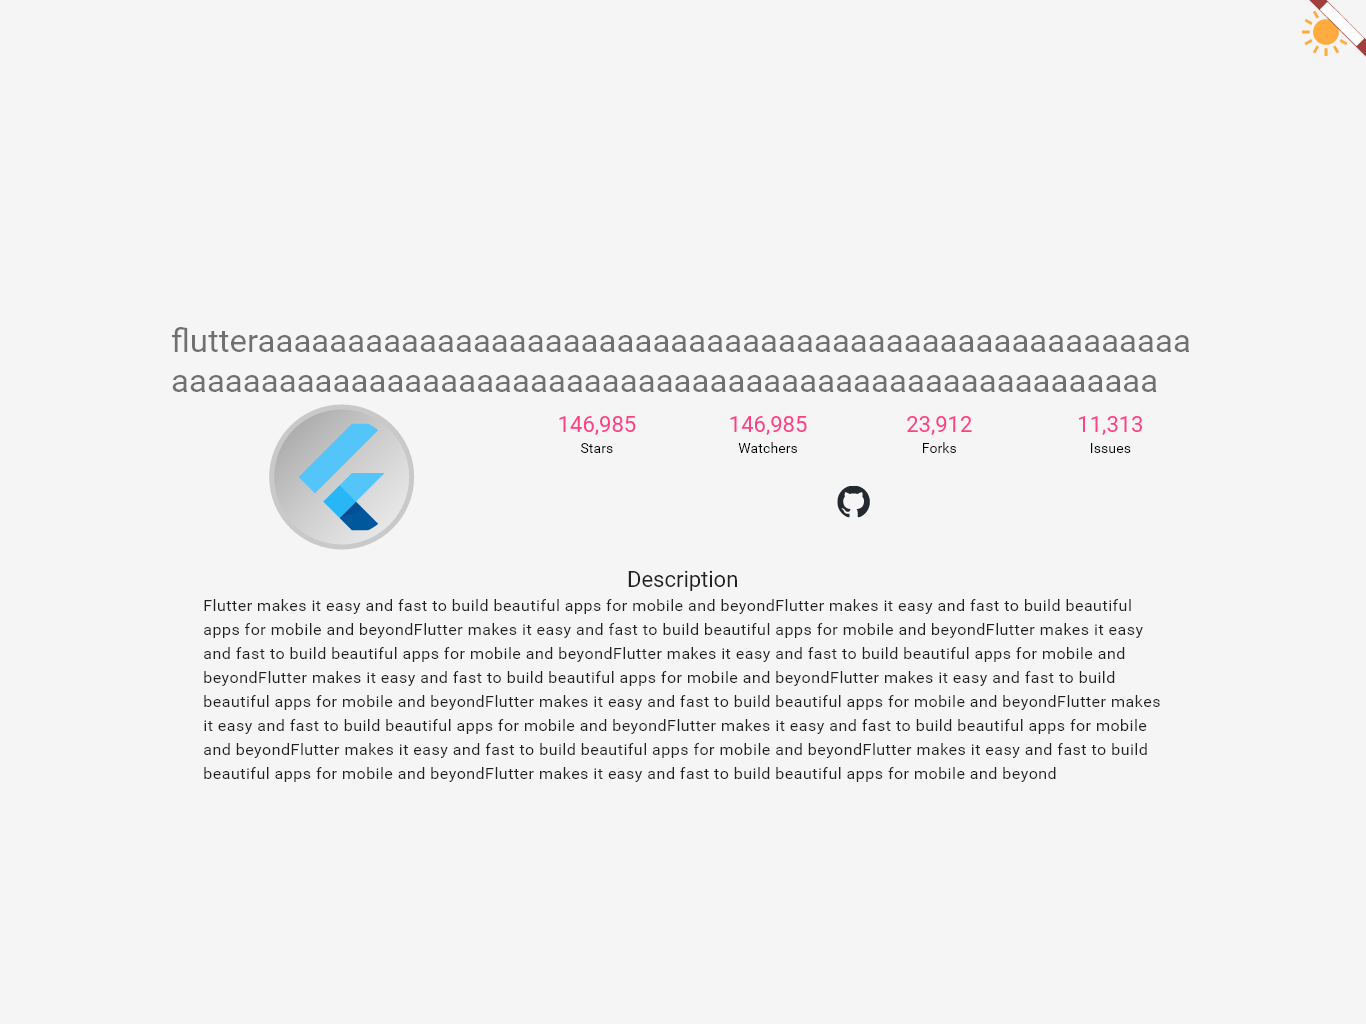 flutteraaaaaaaaaaaaaaaaaaaaaaaaaaaaaaaaaaaaaaaaaaaaaaaaaaaa
aaaaaaaaaaaaaaaaaaaaaaaaaaaaaaaaaaaaaaaaaaaaaaaaaaaaaaa
146,985 146,985 23,912 11,313
Stars Watchers Forks Issues
Description
Flutter makes it easy and fast to build beautiful apps for mobile and beyondFlutter makes it easy and fast to build beautiful
apps for mobile and beyondFlutter makes it easy and fast to build beautiful apps for mobile and beyondFlutter makes it easy
and fast to build beautiful apps for mobile and beyondFlutter makes it easy and fast to build beautiful apps for mobile and
beyondFlutter makes it easy and fast to build beautiful apps for mobile and beyondFlutter makes it easy and fast to build
beautiful apps for mobile and beyondFlutter makes it easy and fast to build beautiful apps for mobile and beyondFlutter makes
it easy and fast to build beautiful apps for mobile and beyondFlutter makes it easy and fast to build beautiful apps for mobile
and beyondFlutter makes it easy and fast to build beautiful apps for mobile and beyondFlutter makes it easy and fast to build
beautiful apps for mobile and beyondFlutter makes it easy and fast to build beautiful apps for mobile and beyond